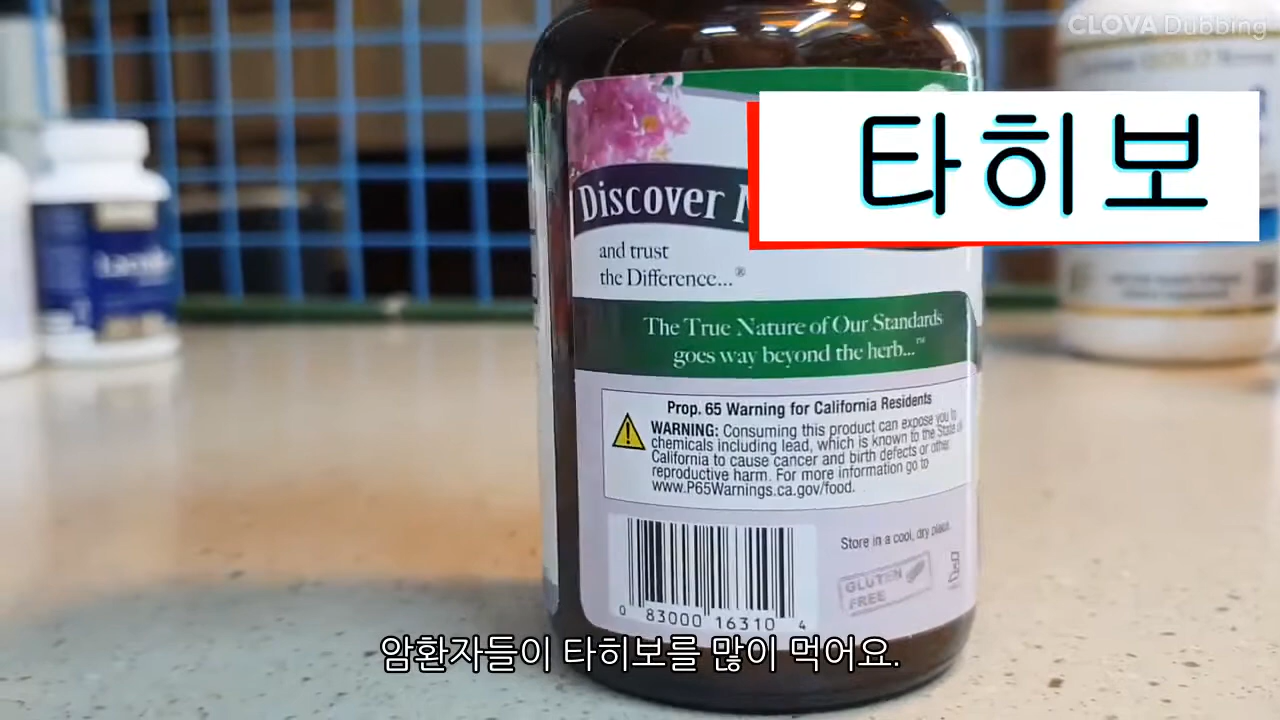 CLOVA Dubbing
타히보
Discover
and trust
the Difference...®
The True Nature of Our Standards
goes way beyond the herb...™
Prop. 65 Warning for California Residents
WARNING: Consuming this product can expose you to
chemicals including lead, which is known to the State of
California to cause cancer and birth defects or other
reproductive harm. For more information go to
www.P65Warnings.ca.gov/food.
Store in a cool, dry place.
GLUTEN
FREE
0 83000 16310 4
암환자들이 타히보를 많이 먹어요.